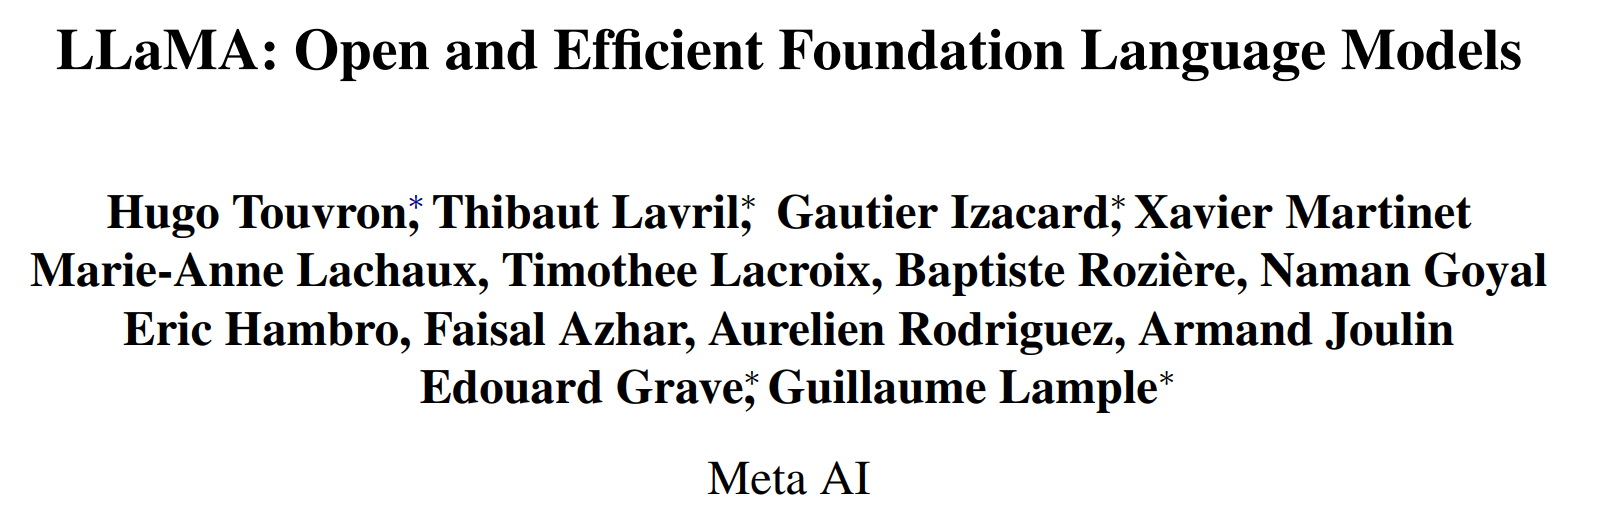 LLaMA: Open and Efficient Foundation Language Models
Hugo Touvron,* Thibaut Lavril,* Gautier Izacard,* Xavier Martinet
Marie-Anne Lachaux, Timothee Lacroix, Baptiste Rozière, Naman Goyal
Eric Hambro, Faisal Azhar, Aurelien Rodriguez, Armand Joulin
Edouard Grave,* Guillaume Lample*
Meta AI